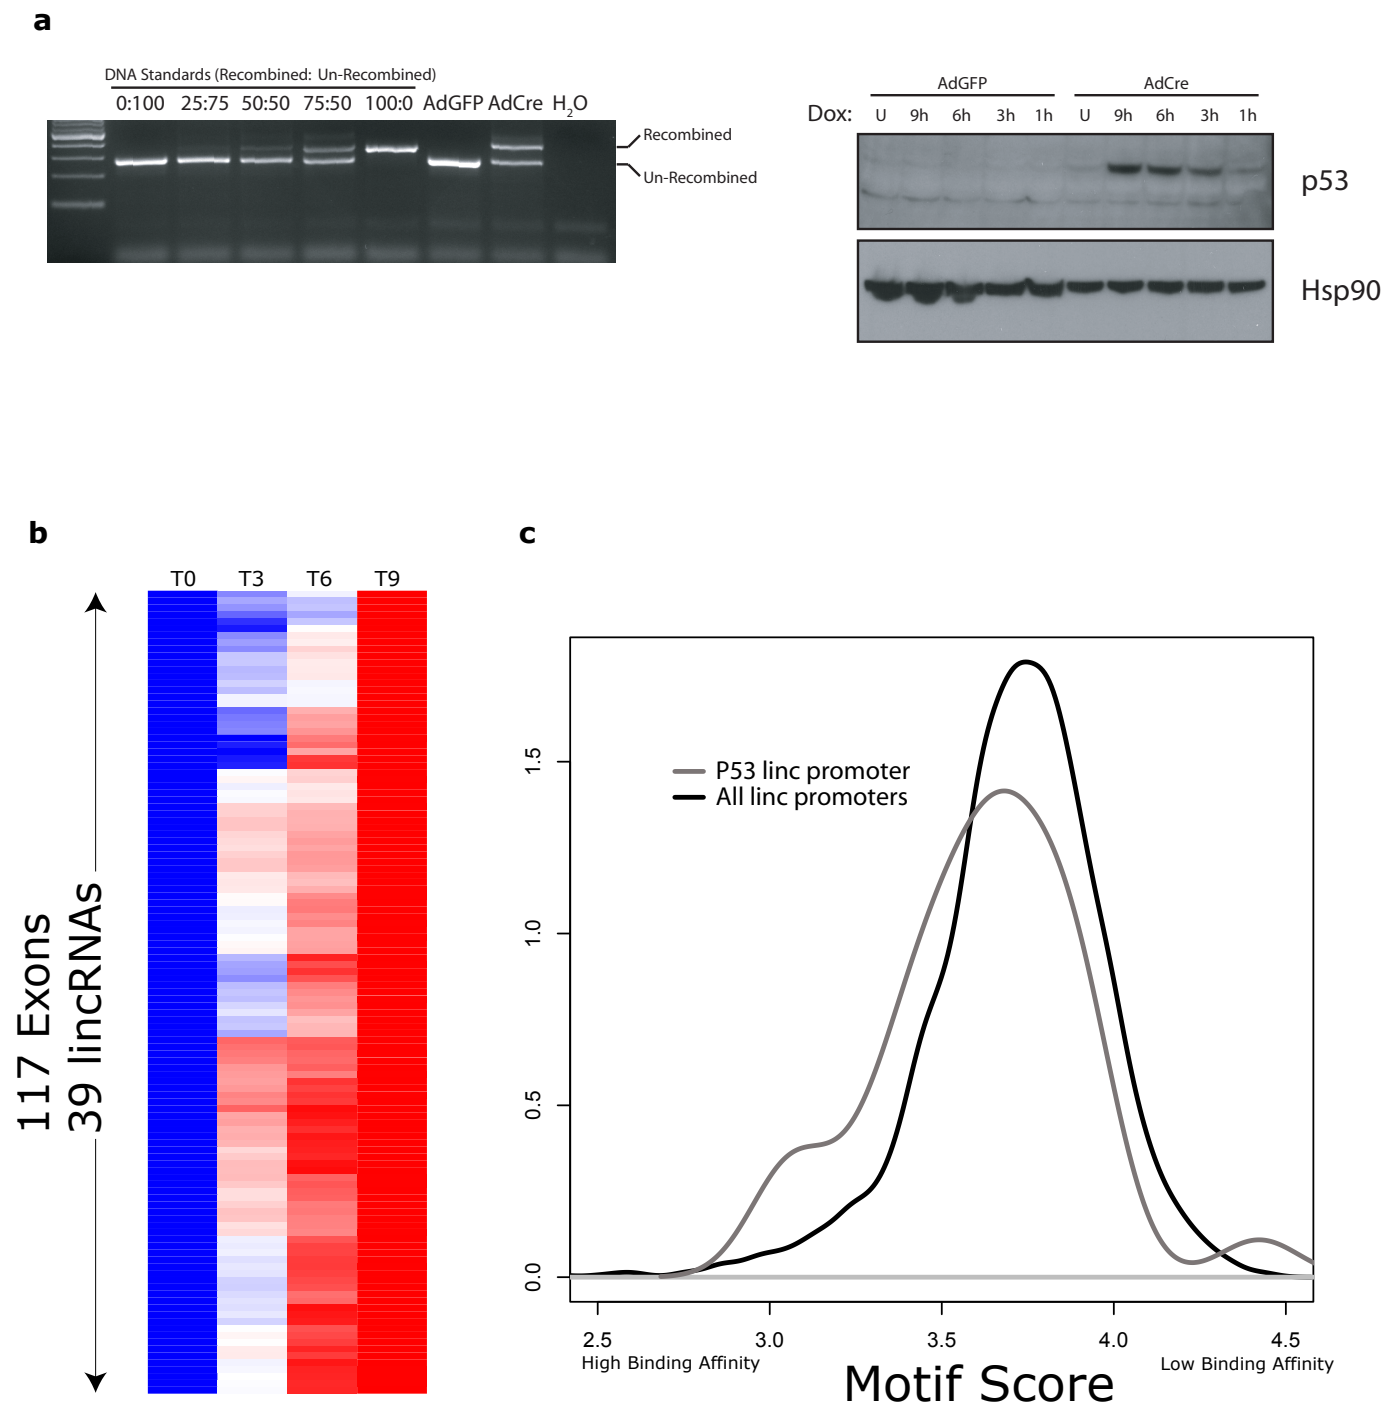 a
DNA Standards (Recombined: Un-Recombined)
0:100 25:75 50:50 75:50 100:0 AdGFP AdCre H2O
Recombined
Un-Recombined
AdGFP AdCre
Dox: U 9h 6h 3h 1h U 9h 6h 3h 1h
p53
Hsp90
b
T0 T3 T6 T9
117 Exons
39 lincRNAs
c
P53 linc promoter
All linc promoters
1.5
1.0
0.5
0.0
2.5 3.0 3.5 4.0 4.5
High Binding Affinity Low Binding Affinity
Motif Score